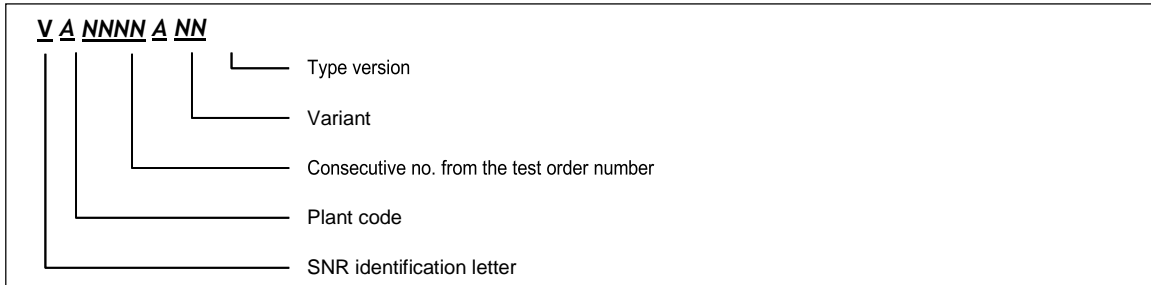 V A NNNN A NN
Type version
Variant
Consecutive no. from the test order number
Plant code
SNR identification letter